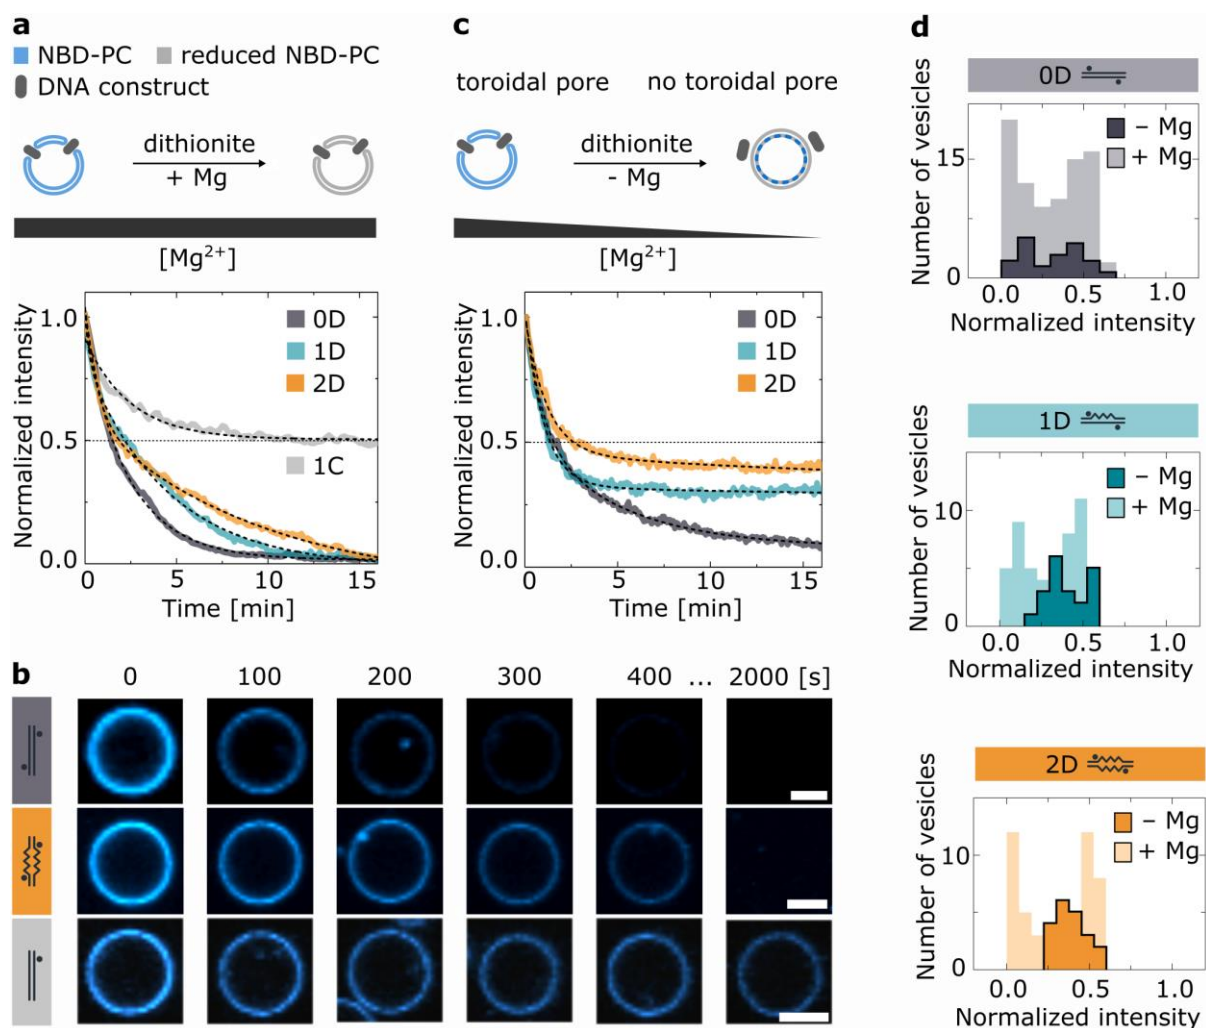 a
NBD-PC reduced NBD-PC
DNA construct
dithionite
+ Mg
[Mg2+]
Normalized intensity
1.0
0.5
0.0
0D
1D
2D
1C
0 5 10 15
Time [min]
c
toroidal pore no toroidal pore
dithionite
- Mg
[Mg2+]
Normalized intensity
1.0
0.5
0.0
0D
1D
2D
0 5 10 15
Time [min]
b
0 100 200 300 400 ... 2000 [s]
d
0D
Number of vesicles
15
0
– Mg
+ Mg
0.0 0.5 1.0
Normalized intensity
1D
Number of vesicles
10
0
– Mg
+ Mg
0.0 0.5 1.0
Normalized intensity
2D
Number of vesicles
10
0
– Mg
+ Mg
0.0 0.5 1.0
Normalized intensity